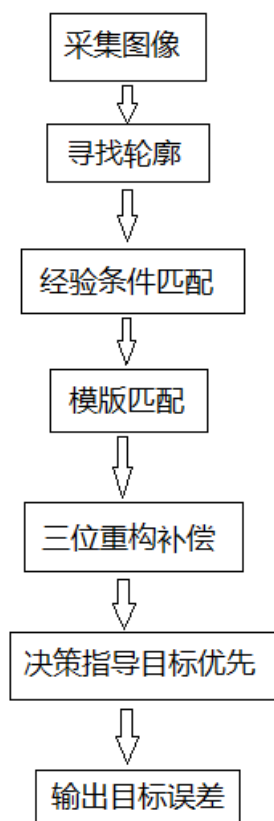 采集图像
寻找轮廓
经验条件匹配
模版匹配
三位重构补偿
决策指导目标优先
输出目标误差